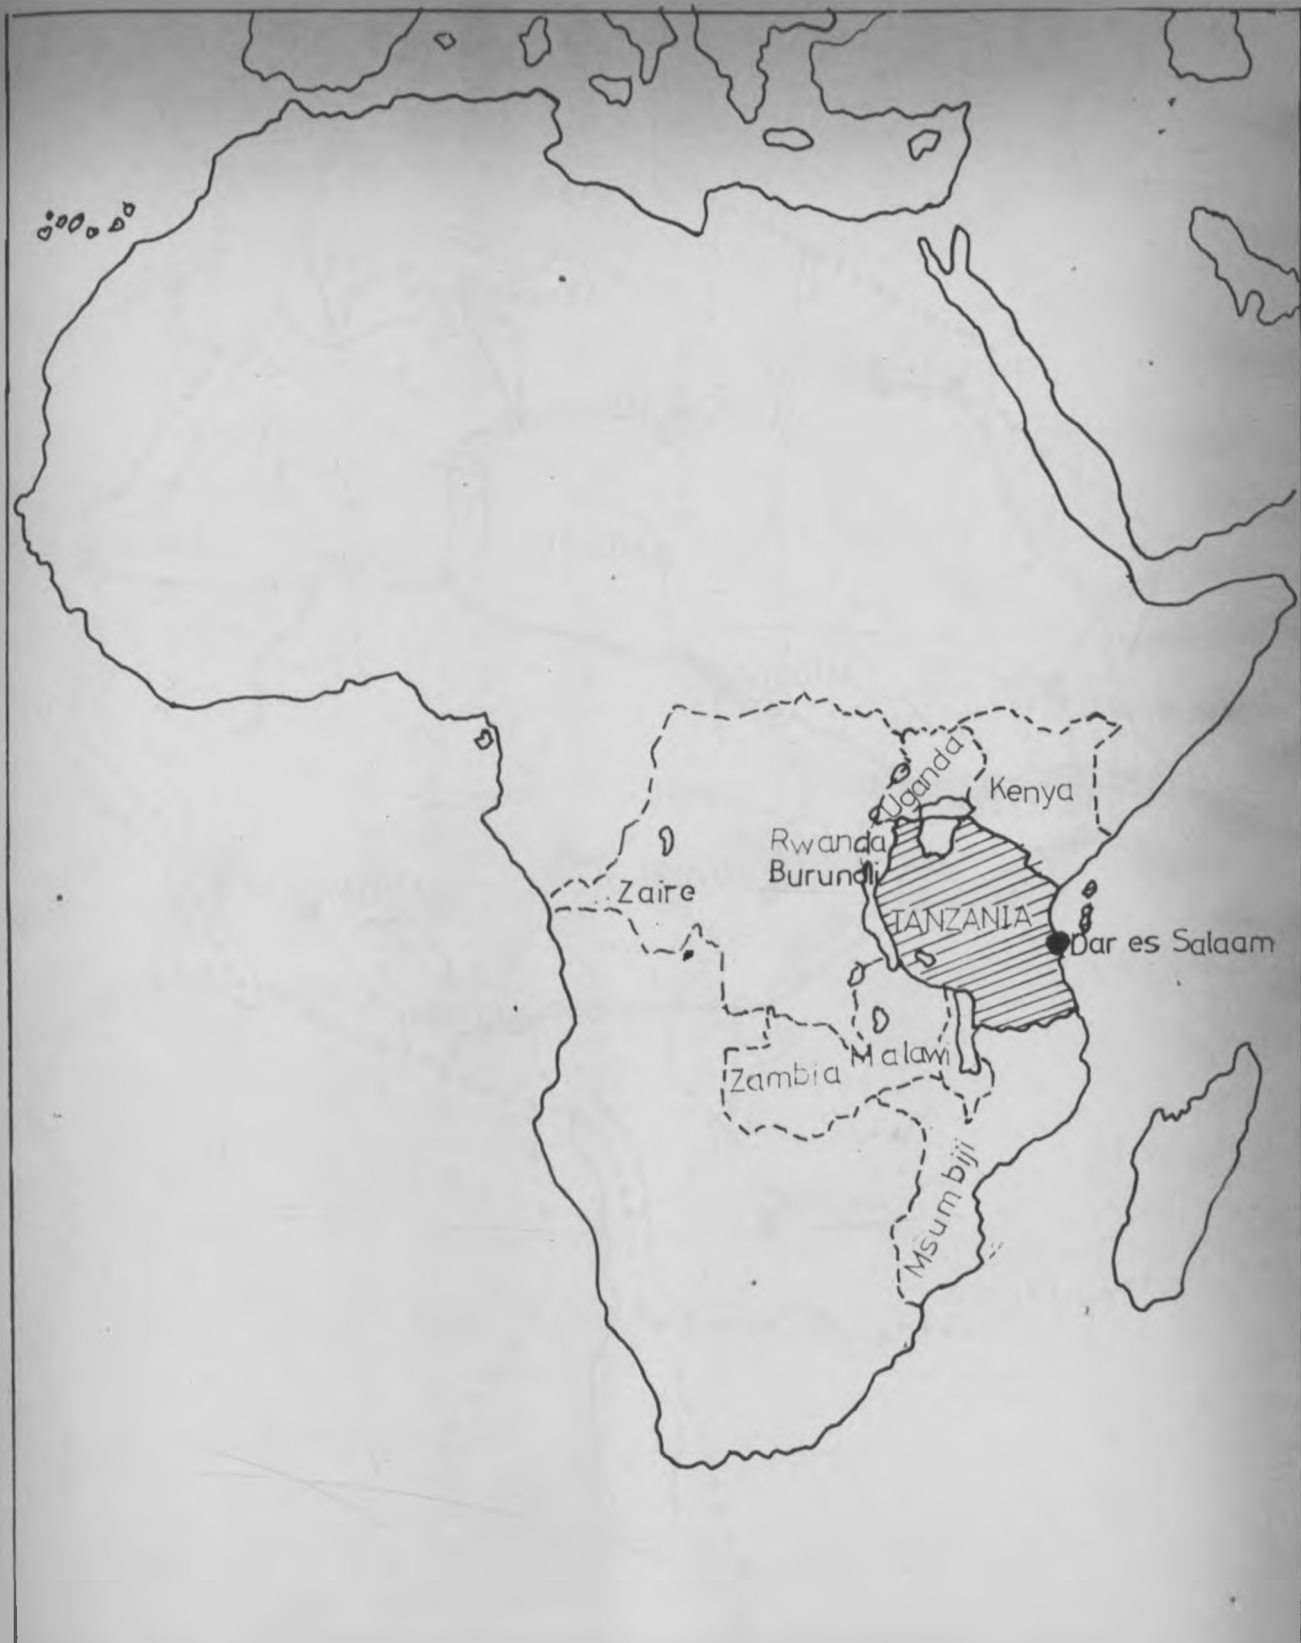 Uganda
Kenya
Rwanda
Burundi
Zaire
TANZANIA
Dar es Salaam
Malawi
Zambia
Msumbiji